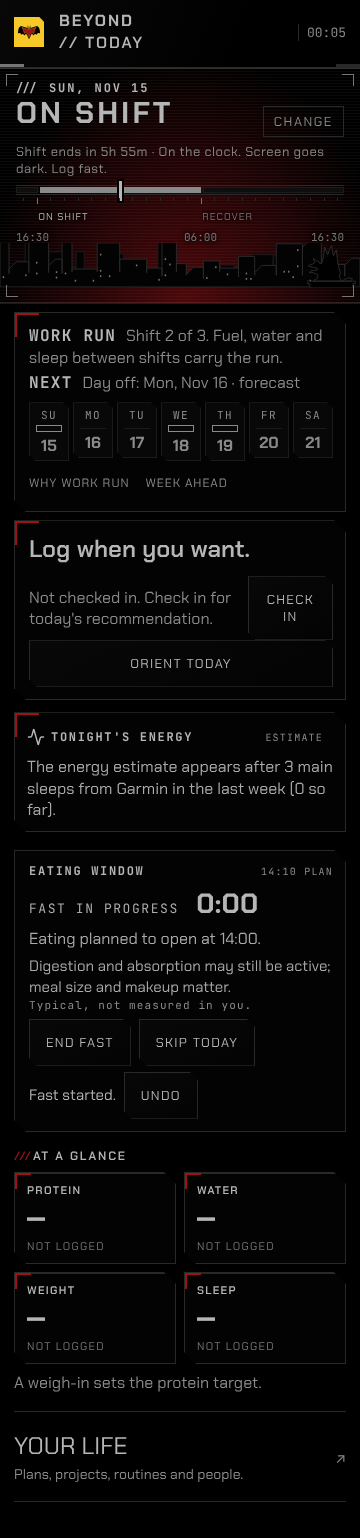 BEYOND
// TODAY
00:05
/// SUN, NOV 15
ON SHIFT
CHANGE
Shift ends in 5h 55m · On the clock. Screen goes
dark. Log fast.
ON SHIFT
RECOVER
16:30
06:00
16:30
WORK RUN Shift 2 of 3. Fuel, water and
sleep between shifts carry the run.
NEXT Day off: Mon, Nov 16 · forecast
SU MO TU WE TH FR SA
15 16 17 18 19 20 21
WHY WORK RUN WEEK AHEAD
Log when you want.
Not checked in. Check in for
today's recommendation.
CHECK
IN
ORIENT TODAY
TONIGHT'S ENERGY
ESTIMATE
The energy estimate appears after 3 main
sleeps from Garmin in the last week (0 so
far).
EATING WINDOW
14:10 PLAN
FAST IN PROGRESS 0:00
Eating planned to open at 14:00.
Digestion and absorption may still be active;
meal size and makeup matter.
Typical, not measured in you.
END FAST
SKIP TODAY
Fast started.
UNDO
///AT A GLANCE
PROTEIN
—
NOT LOGGED
WATER
—
NOT LOGGED
WEIGHT
—
NOT LOGGED
SLEEP
—
NOT LOGGED
A weigh-in sets the protein target.
YOUR LIFE
↗
Plans, projects, routines and people.